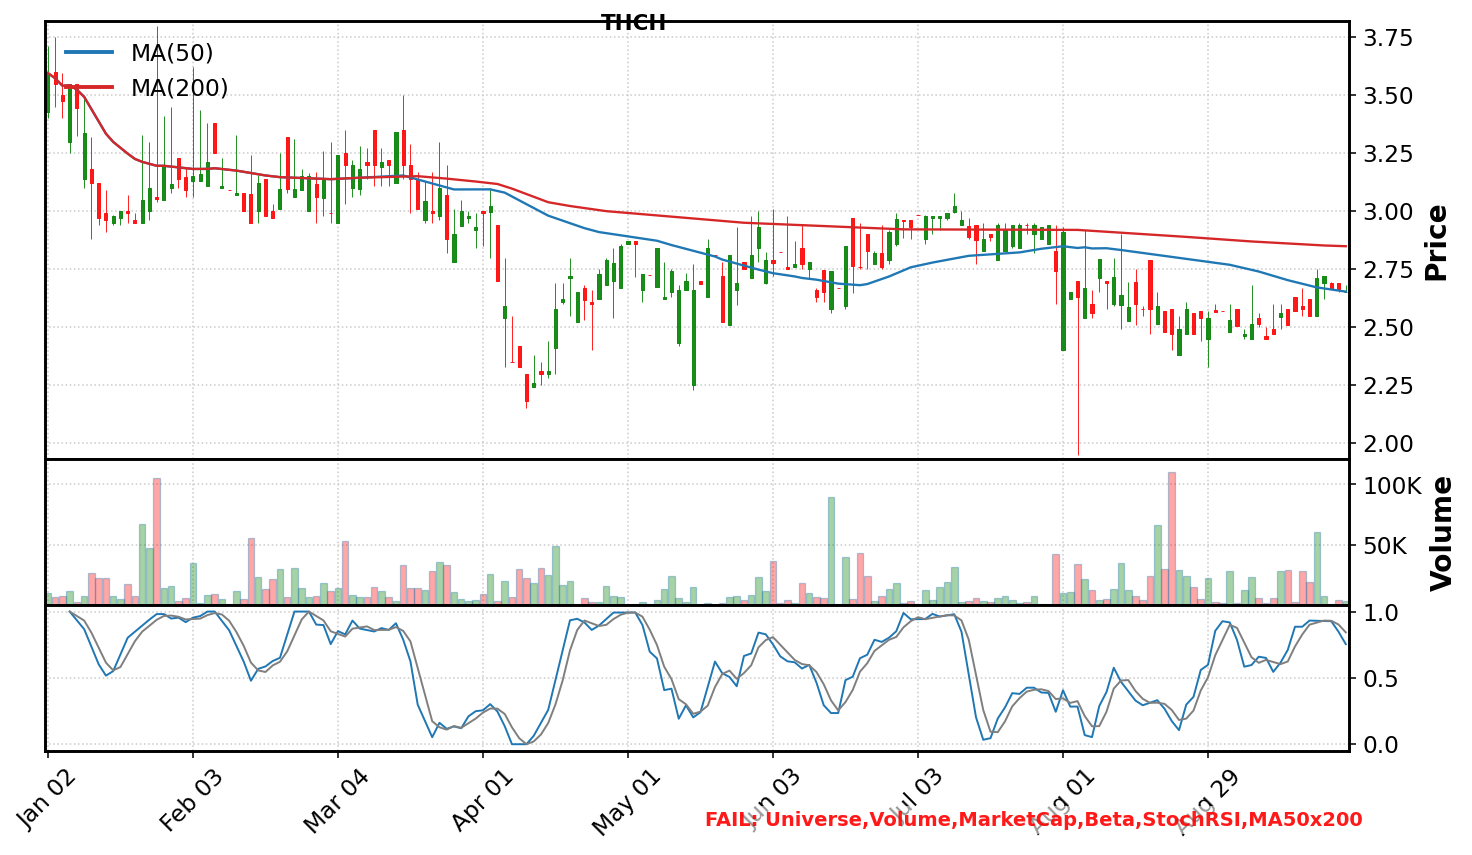 THCH
MA(50)
MA(200)
3.75
3.50
3.25
3.00
2.75
2.50
2.25
2.00
Price
100K
50K
Volume
1.0
0.5
0.0
Jan 02
Feb 03
Mar 04
Apr 01
May 01
Jun 03
Jul 03
Aug 01
Aug 29
FAIL: Universe,Volume,MarketCap,Beta,StochRSI,MA50x200